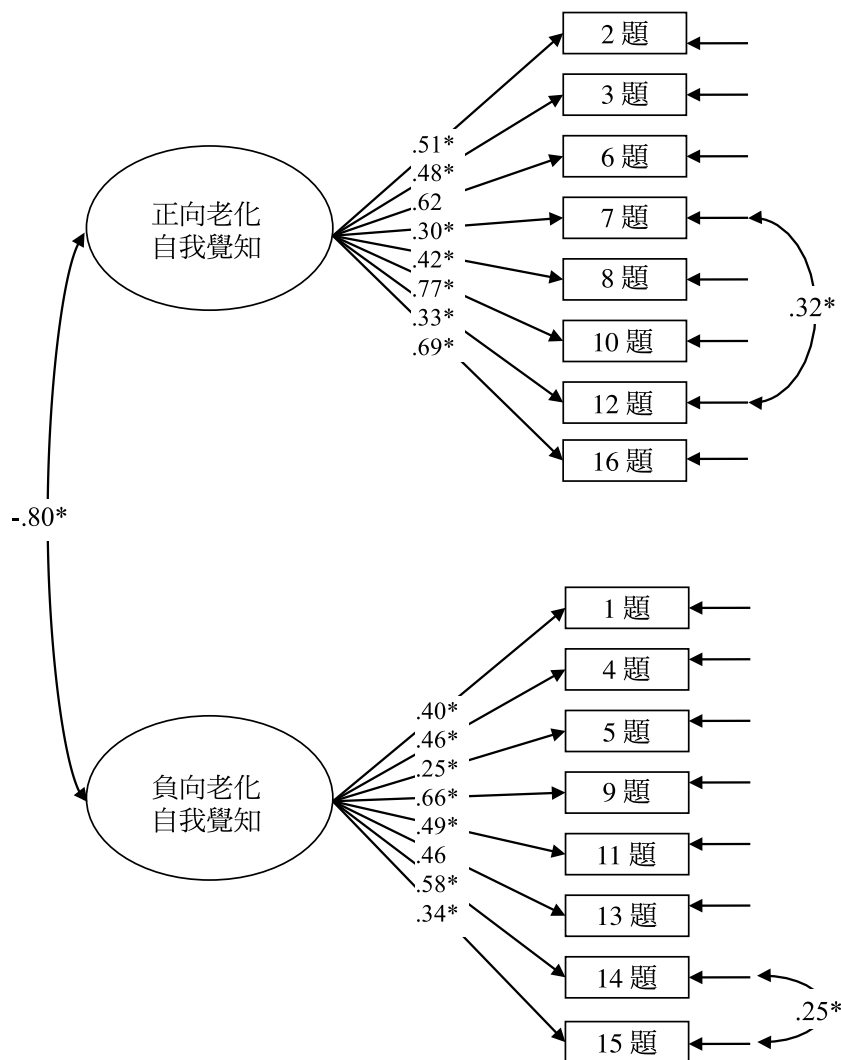 2 題
3 題
.51*
.48*
6 題
.62
正向老化
自我覺知
.30*
7 題
.42*
8 題
.77*
.32*
.33*
10 題
.69*
12 題
16 題
-.80*
1 題
4 題
.40*
.46*
5 題
.25*
負向老化
自我覺知
.66*
9 題
.49*
.46
11 題
.58*
.34*
13 題
14 題
.25*
15 題